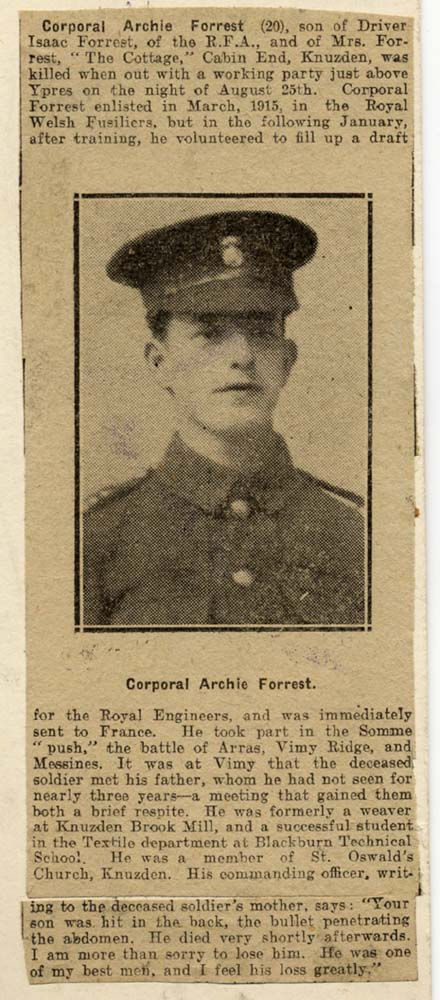 Corporal Archie Forrest (20), son of Driver
Isaac Forrest, of the R.F.A., and of Mrs. For-
rest, "The Cottage," Cabin End, Knuzden, was
killed when out with a working party just above
Ypres on the night of August 25th. Corporal
Forrest enlisted in March, 1915, in the Royal
Welsh Fusiliers, but in the following January,
after training, he volunteered to fill up a draft
Corporal Archie Forrest.
for the Royal Engineers, and was immediately
sent to France. He took part in the Somme
"push," the battle of Arras, Vimy Ridge, and
Messines. It was at Vimy that the deceased
soldier met his father, whom he had not seen for
nearly three years—a meeting that gained them
both a brief respite. He was formerly a weaver
at Knuzden Brook Mill, and a successful student
in the Textile department at Blackburn Technical
School. He was a member of St. Oswald's
Church, Knuzden. His commanding officer, writ-
ing to the deceased soldier's mother, says: "Your
son was hit in the back, the bullet penetrating
the abdomen. He died very shortly afterwards.
I am more than sorry to lose him. He was one
of my best men, and I feel his loss greatly."